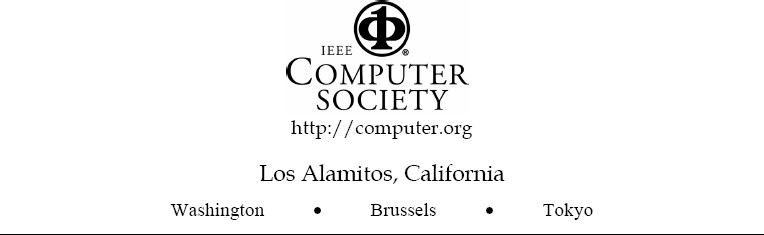 IEEE
COMPUTER
SOCIETY
http://computer.org
Los Alamitos, California
Washington • Brussels • Tokyo